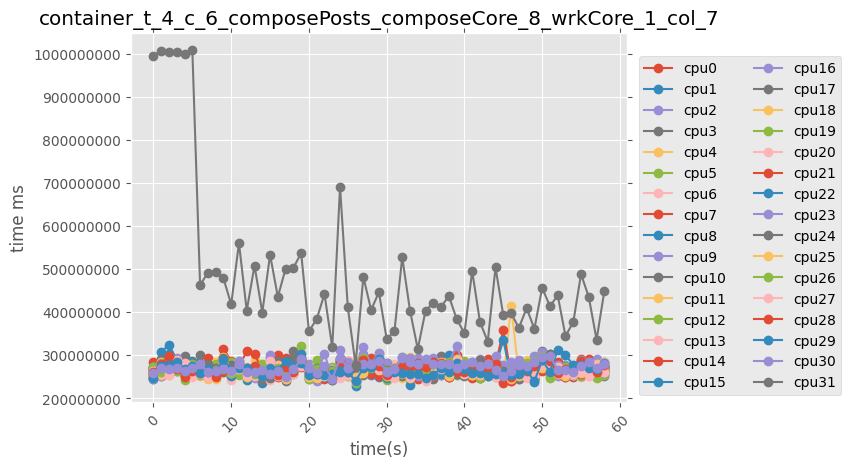 container_t_4_c_6_composePosts_composeCore_8_wrkCore_1_col_7
1000000000
900000000
800000000
700000000
600000000
500000000
400000000
300000000
200000000
time ms
0
10
20
30
40
50
60
time(s)
cpu0
cpu1
cpu2
cpu3
cpu4
cpu5
cpu6
cpu7
cpu8
cpu9
cpu10
cpu11
cpu12
cpu13
cpu14
cpu15
cpu16
cpu17
cpu18
cpu19
cpu20
cpu21
cpu22
cpu23
cpu24
cpu25
cpu26
cpu27
cpu28
cpu29
cpu30
cpu31